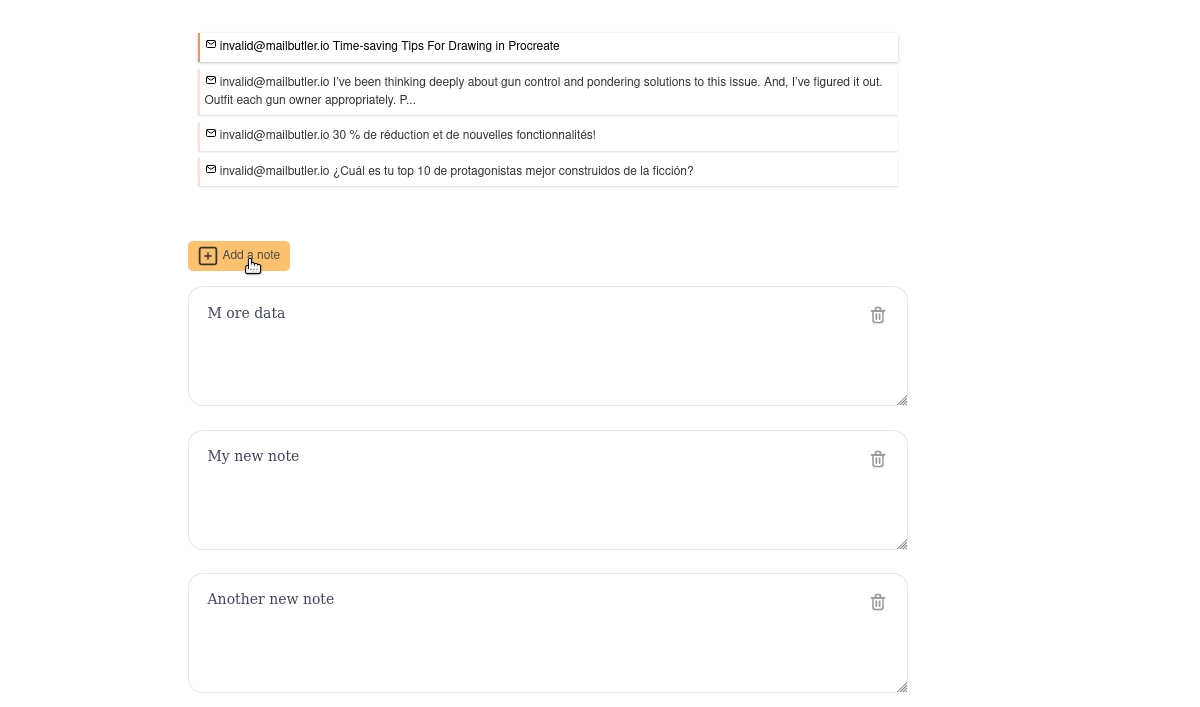 invalid@mailbutler.io Time-saving Tips For Drawing in Procreate
invalid@mailbutler.io I’ve been thinking deeply about gun control and pondering solutions to this issue. And, I’ve figured it out.
Outfit each gun owner appropriately. P...
invalid@mailbutler.io 30 % de réduction et de nouvelles fonctionnalités!
invalid@mailbutler.io ¿Cuál es tu top 10 de protagonistas mejor construidos de la ficción?
Add a note
M ore data
My new note
Another new note